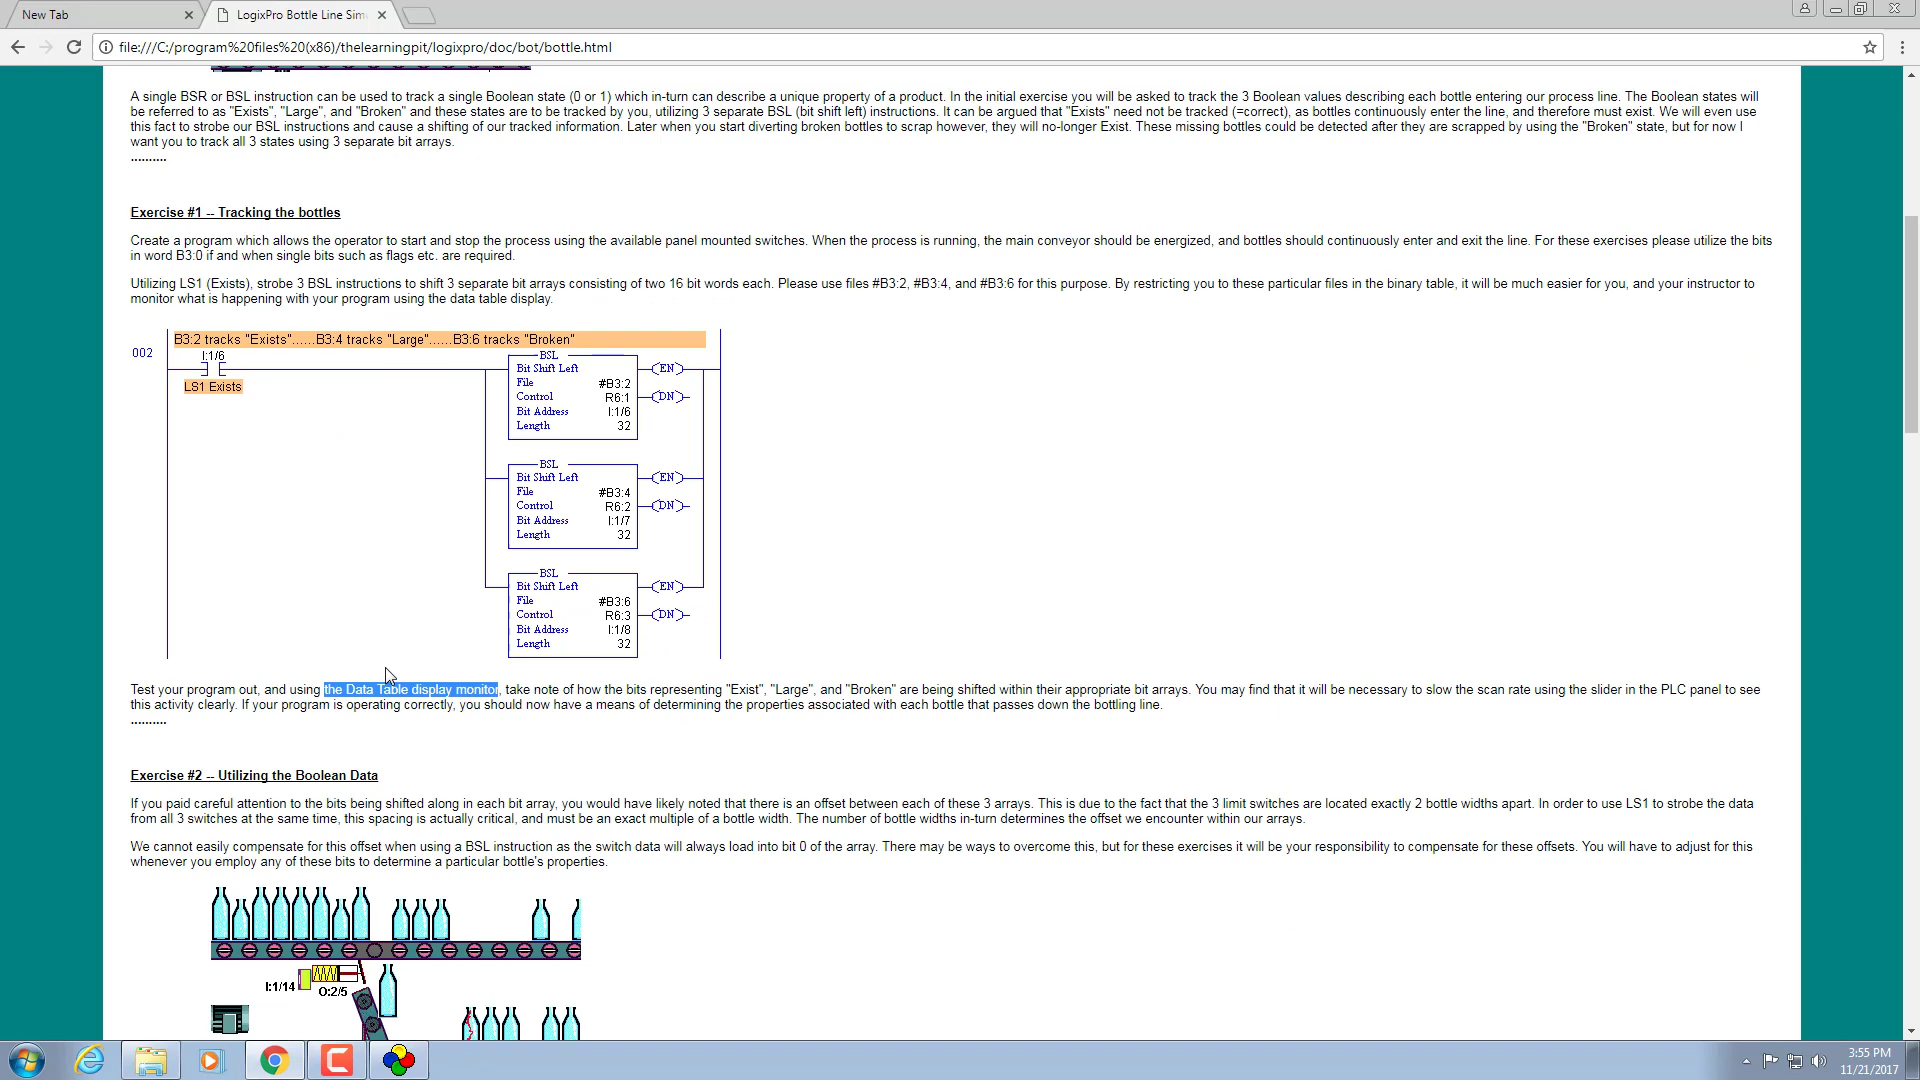 New Tab
LogixPro Bottle Line Sim
file:///C:/program%20files%20(x86)/thelearningpit/logixpro/doc/bot/bottle.html
A single BSR or BSL instruction can be used to track a single Boolean state (0 or 1) which in-turn can describe a unique property of a product. In the initial exercise you will be asked to track the 3 Boolean values describing each bottle entering our process line. The Boolean states will
be referred to as "Exists", "Large", and "Broken" and these states are to be tracked by you, utilizing 3 separate BSL (bit shift left) instructions. It can be argued that "Exists" need not be tracked (=correct), as bottles continuously enter the line, and therefore must exist. We will even use
this fact to strobe our BSL instructions and cause a shifting of our tracked information. Later when you start diverting broken bottles to scrap however, they will no-longer Exist. These missing bottles could be detected after they are scrapped by using the "Broken" state, but for now I
want you to track all 3 states using 3 separate bit arrays.
..........
Exercise #1 -- Tracking the bottles
Create a program which allows the operator to start and stop the process using the available panel mounted switches. When the process is running, the main conveyor should be energized, and bottles should continuously enter and exit the line. For these exercises please utilize the bits
in word B3:0 if and when single bits such as flags etc. are required.
Utilizing LS1 (Exists), strobe 3 BSL instructions to shift 3 separate bit arrays consisting of two 16 bit words each. Please use files #B3:2, #B3:4, and #B3:6 for this purpose. By restricting you to these particular files in the binary table, it will be much easier for you, and your instructor to
monitor what is happening with your program using the data table display.
B3:2 tracks "Exists"......B3:4 tracks "Large"......B3:6 tracks "Broken"
002
I:1/6
LS1 Exists
BSL
Bit Shift Left
File #B3:2
Control R6:1
Bit Address I:1/6
Length 32
EN
DN
BSL
Bit Shift Left
File #B3:4
Control R6:2
Bit Address I:1/7
Length 32
EN
DN
BSL
Bit Shift Left
File #B3:6
Control R6:3
Bit Address I:1/8
Length 32
EN
DN
Test your program out, and using the Data Table display monitor, take note of how the bits representing "Exist", "Large", and "Broken" are being shifted within their appropriate bit arrays. You may find that it will be necessary to slow the scan rate using the slider in the PLC panel to see
this activity clearly. If your program is operating correctly, you should now have a means of determining the properties associated with each bottle that passes down the bottling line.
..........
Exercise #2 -- Utilizing the Boolean Data
If you paid careful attention to the bits being shifted along in each bit array, you would have likely noted that there is an offset between each of these 3 arrays. This is due to the fact that the 3 limit switches are located exactly 2 bottle widths apart. In order to use LS1 to strobe the data
from all 3 switches at the same time, this spacing is actually critical, and must be an exact multiple of a bottle width. The number of bottle widths in-turn determines the offset we encounter within our arrays.
We cannot easily compensate for this offset when using a BSL instruction as the switch data will always load into bit 0 of the array. There may be ways to overcome this, but for these exercises it will be your responsibility to compensate for these offsets. You will have to adjust for this
whenever you employ any of these bits to determine a particular bottle's properties.
I:1/14
O:2/5
3:55 PM
11/21/2017